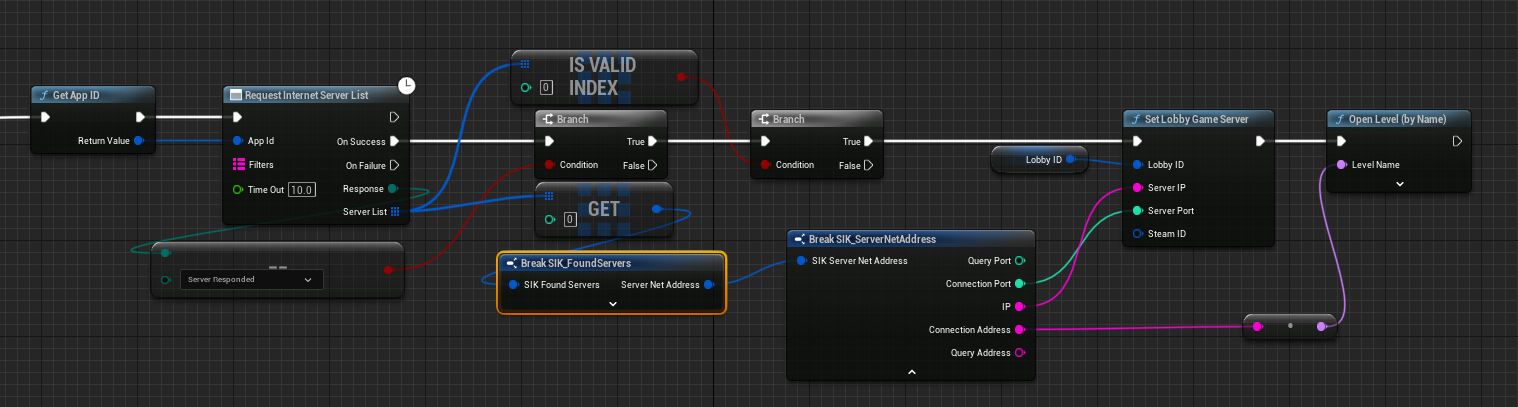 Get App ID
Return Value
Request Internet Server List
App Id
On Success
Filters
On Failure
Time Out 10.0
Response
Server List
==
Server Responded
IS VALID
INDEX
0
Branch
True
Condition
False
GET
0
Break SIK_FoundServers
SIK Found Servers
Server Net Address
Branch
True
Condition
False
Break SIK_ServerNetAddress
SIK Server Net Address
Query Port
Connection Port
IP
Connection Address
Query Address
Lobby ID
Set Lobby Game Server
Lobby ID
Server IP
Server Port
Steam ID
Open Level (by Name)
Level Name